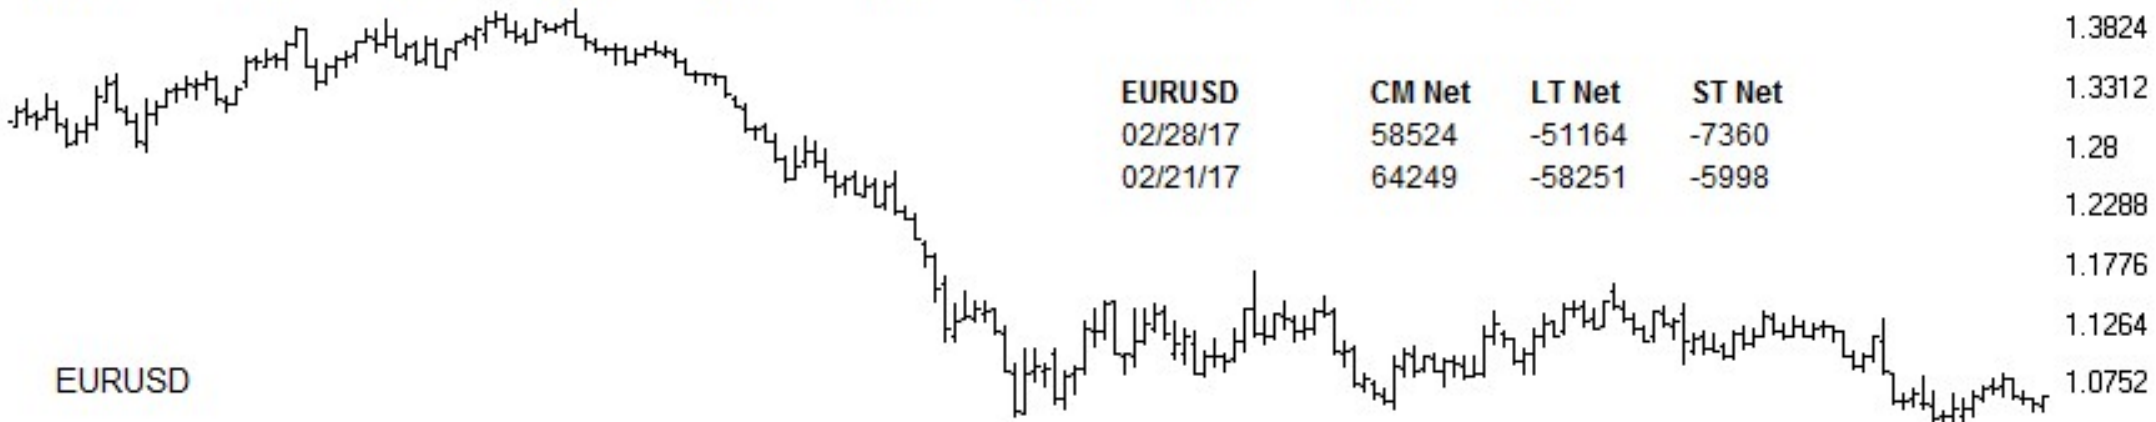 1.3824
EURUSD CM Net LT Net ST Net
1.3312
02/28/17 58524 -51164 -7360
1.28
02/21/17 64249 -58251 -5998
1.2288
1.1776
1.1264
EURUSD
1.0752